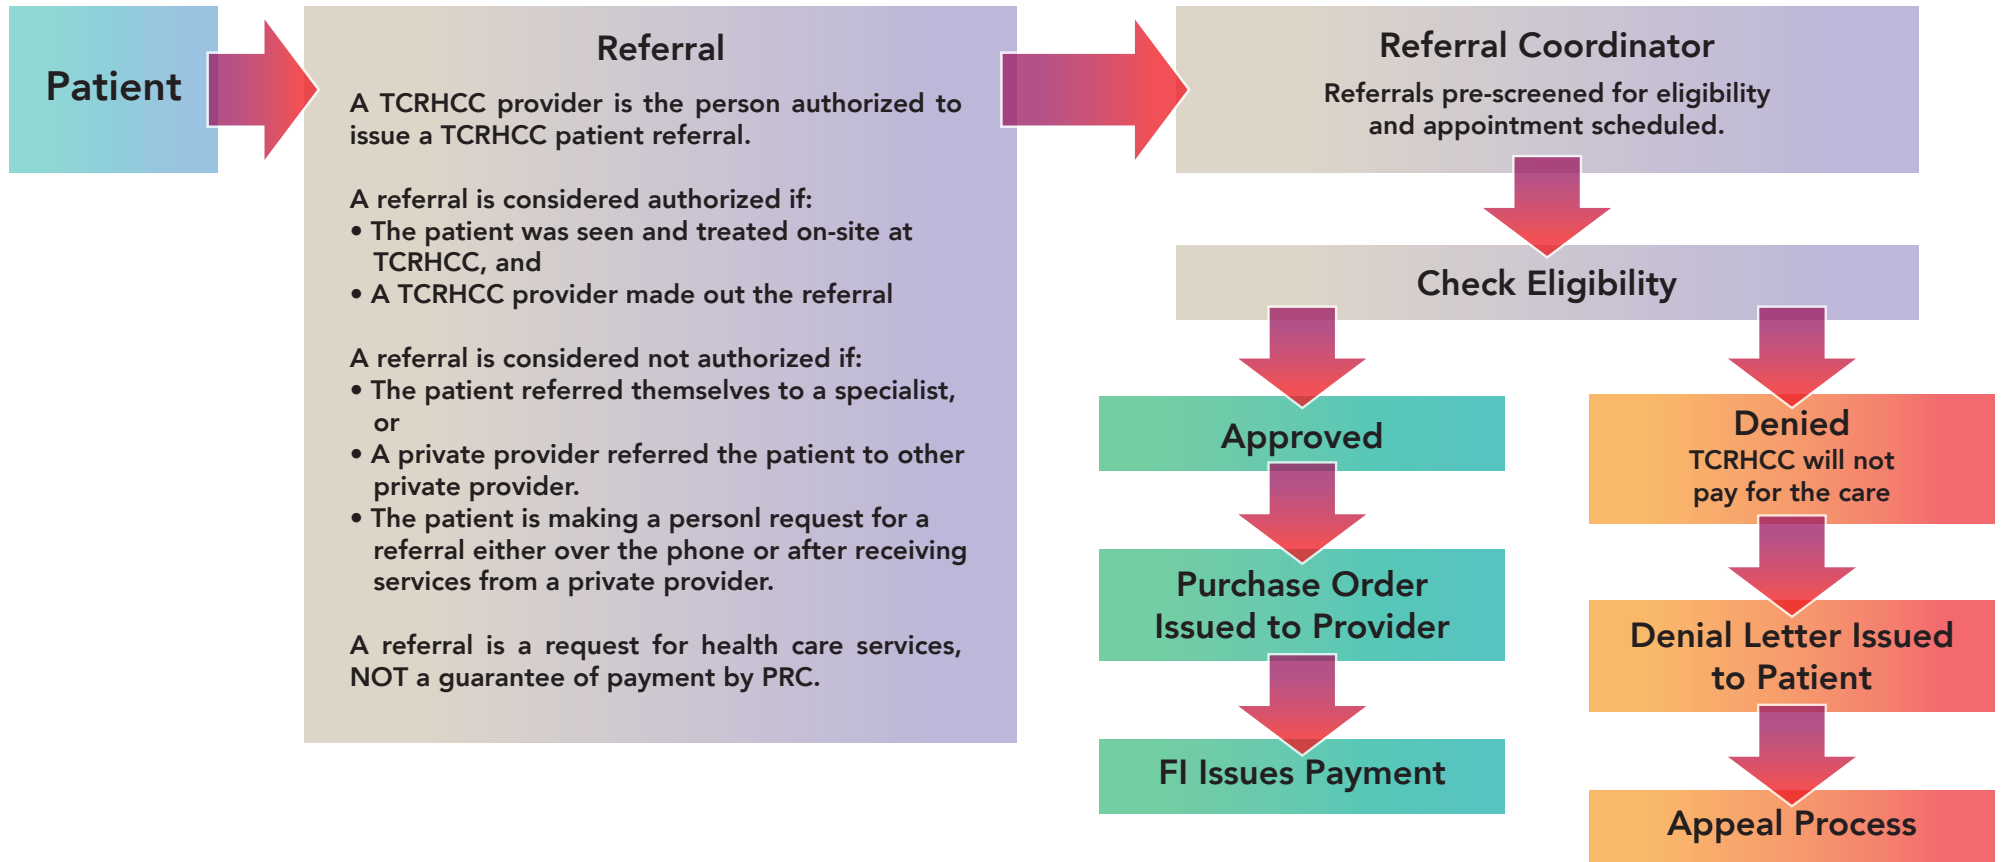 Patient
Referral
A TCRHCC provider is the person authorized to
issue a TCRHCC patient referral.
A referral is considered authorized if:
• The patient was seen and treated on-site at
TCRHCC, and
• A TCRHCC provider made out the referral
A referral is considered not authorized if:
• The patient referred themselves to a specialist,
or
• A private provider referred the patient to other
private provider.
• The patient is making a personl request for a
referral either over the phone or after receiving
services from a private provider.
A referral is a request for health care services,
NOT a guarantee of payment by PRC.
Referral Coordinator
Referrals pre-screened for eligibility
and appointment scheduled.
Check Eligibility
Approved
Purchase Order
Issued to Provider
FI Issues Payment
Denied
TCRHCC will not
pay for the care
Denial Letter Issued
to Patient
Appeal Process